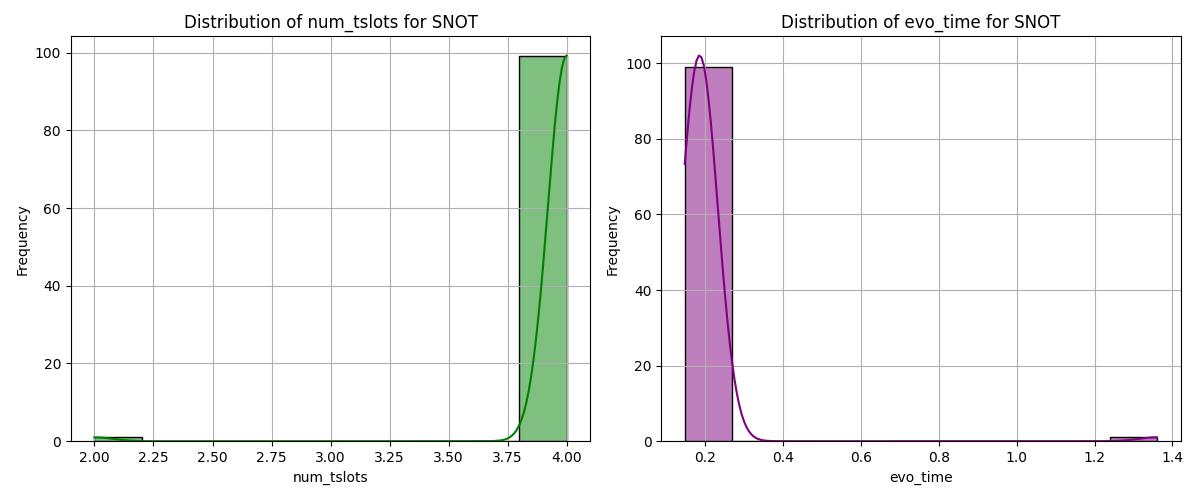 Distribution of num_tslots for SNOT
Frequency
100
80
60
40
20
0
2.00 2.25 2.50 2.75 3.00 3.25 3.50 3.75 4.00
num_tslots
Distribution of evo_time for SNOT
Frequency
100
80
60
40
20
0
0.2 0.4 0.6 0.8 1.0 1.2 1.4
evo_time